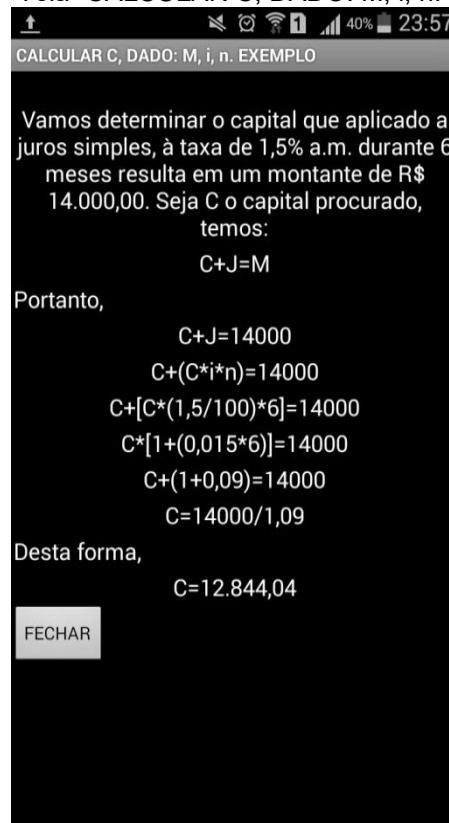 CALCULAR C, DADO: M, i, n.
40% 23:57
CALCULAR C, DADO: M, i, n. EXEMPLO
Vamos determinar o capital que aplicado a
juros simples, à taxa de 1,5% a.m. durante 6
meses resulta em um montante de R$
14.000,00. Seja C o capital procurado,
temos:
C+J=M
Portanto,
C+J=14000
C+(C*i*n)=14000
C+[C*(1,5/100)*6]=14000
C*[1+(0,015*6)]=14000
C+(1+0,09)=14000
C=14000/1,09
Desta forma,
C=12.844,04
FECHAR